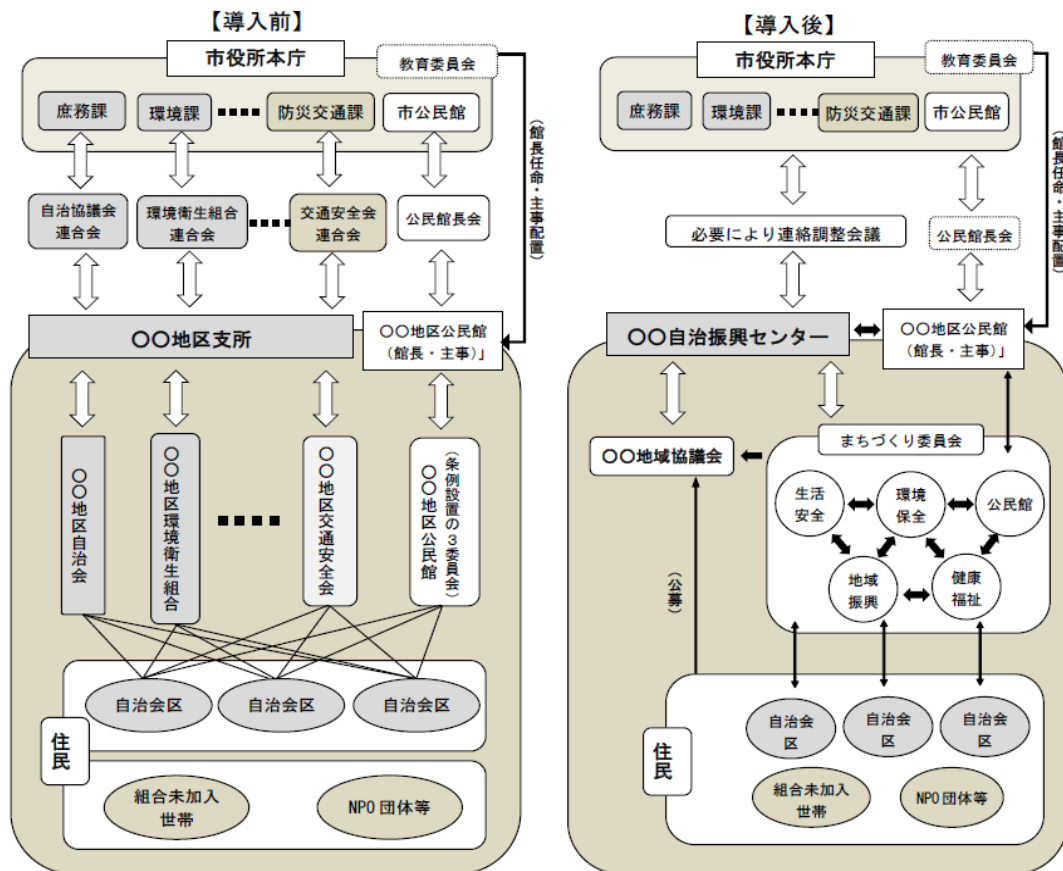 【導入前】
市役所本庁
教育委員会
庶務課
環境課
防災交通課
市公民館
(館長任命・主事配置)
自治協議会
連合会
環境衛生組合
連合会
交通安全会
連合会
公民館長会
〇〇地区支所
〇〇地区公民館
(館長・主事)」
〇〇地区自治会
〇〇地区環境衛生組合
〇〇地区交通安全会
(条例設置の3委員会)
〇〇地区公民館
自治会区
自治会区
自治会区
住民
組合未加入
世帯
NPO団体等
【導入後】
市役所本庁
教育委員会
庶務課
環境課
防災交通課
市公民館
(館長任命・主事配置)
必要により連絡調整会議
公民館長会
〇〇自治振興センター
〇〇地区公民館
(館長・主事)」
まちづくり委員会
〇〇地域協議会
生活
安全
環境
保全
公民館
地域
振興
健康
福祉
(公募)
住民
自治会
区
自治会
区
自治会
区
組合未加入
世帯
NPO団体等